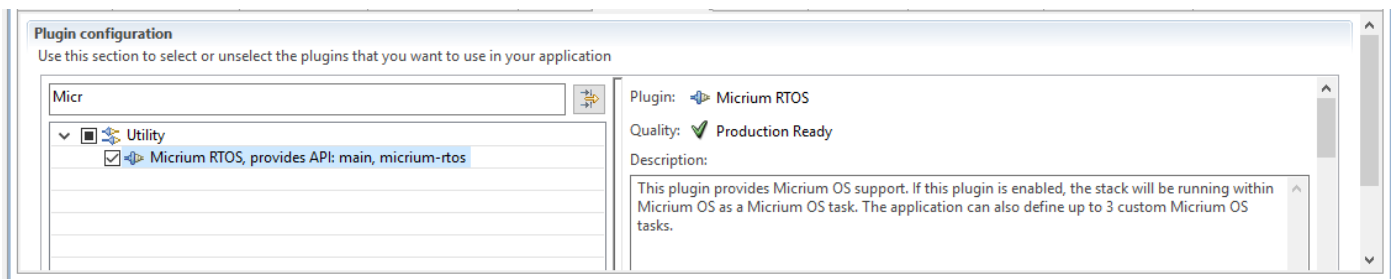 Plugin configuration
Use this section to select or unselect the plugins that you want to use in your application
Micr
Utility
Micrium RTOS, provides API: main, micrium-rtos
Plugin: Micrium RTOS
Quality: Production Ready
Description:
This plugin provides Micrium OS support. If this plugin is enabled, the stack will be running within
Micrium OS as a Micrium OS task. The application can also define up to 3 custom Micrium OS
tasks.